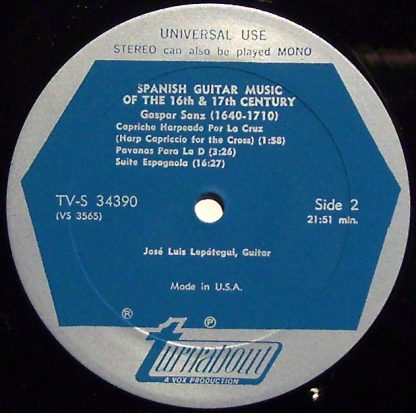 UNIVERSAL USE
STEREO can also be played MONO
SPANISH GUITAR MUSIC
OF THE 16th & 17th CENTURY
Gaspar Sanz (1640-1710)
Capricho Harpeado Por La Cruz
(Harp Capriccio for the Cross) (1:58)
Pavanas Para La D (3:26)
Suite Espagnola (16:27)
TV-S 34390
(VS 3565)
Side 2
21:51 min.
José Luis Lopátegui, Guitar
Made in U.S.A.
® ℗
turnabout
A VOX PRODUCTION